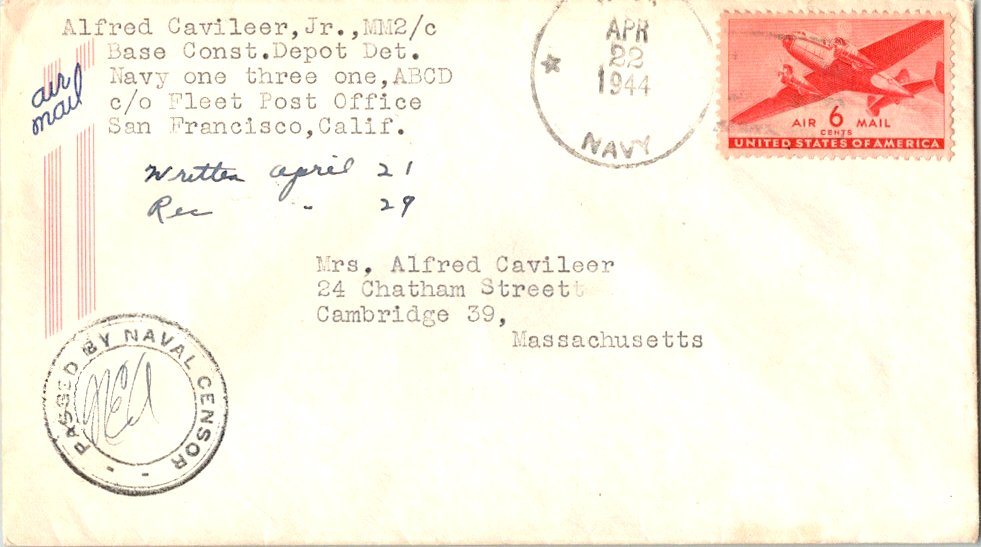 Alfred Cavileer, Jr., MM2/c
Base Const. Depot Det.
Navy one three one, ABCD
c/o Fleet Post Office
San Francisco, Calif.
air
mail
Written April 21
Rec " 29
APR
22
1944
NAVY
AIR 6 MAIL
CENTS
UNITED STATES OF AMERICA
Mrs. Alfred Cavileer
24 Chatham Streett
Cambridge 39,
Massachusetts
PASSED BY NAVAL CENSOR